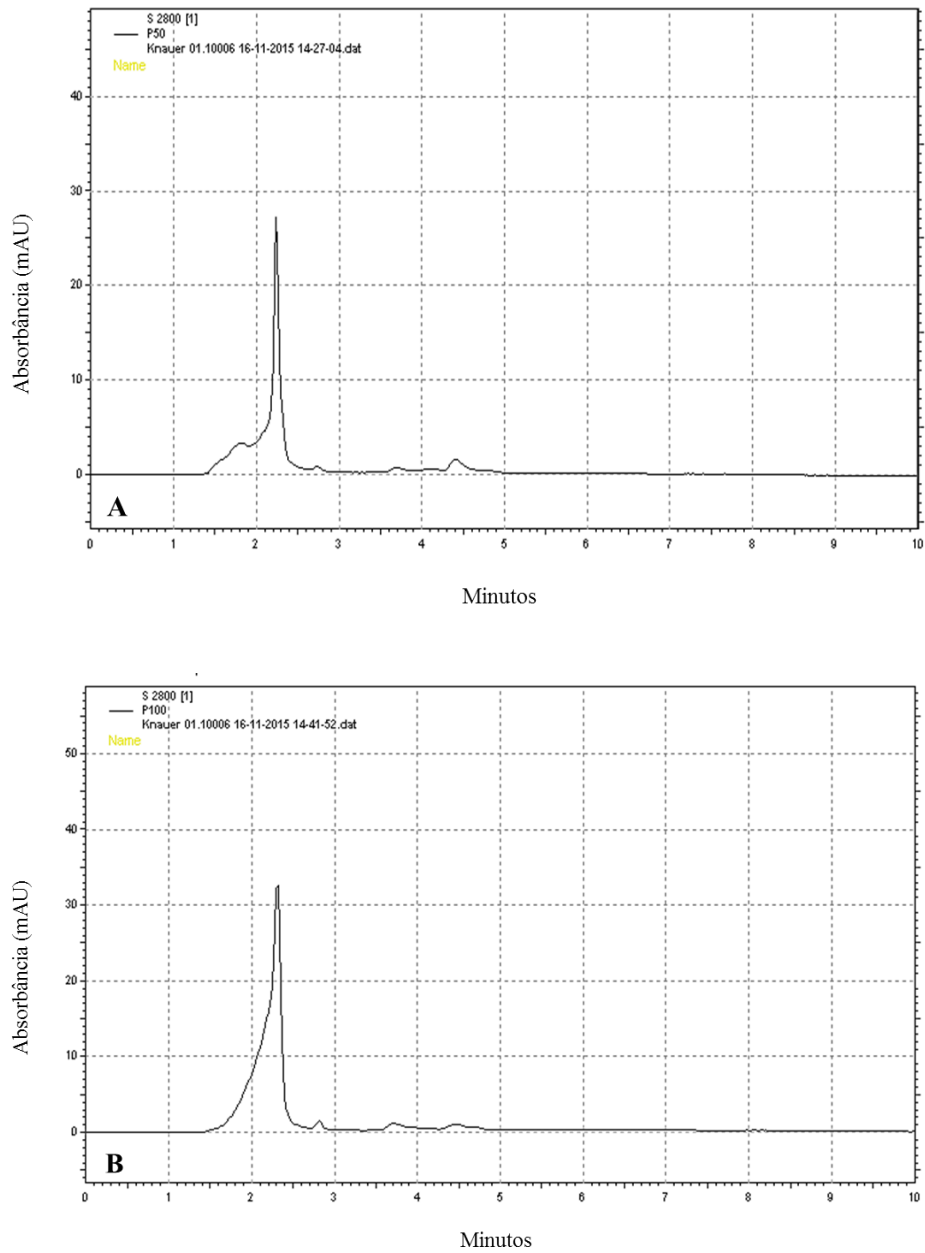 S 2800 [1]
P50
Knauer 01.10006 16-11-2015 14-27-04.dat
Name
40
30
20
10
0
Absorbância (mAU)
A
0 1 2 3 4 5 6 7 8 9 10
Minutos
S 2800 [1]
P100
Knauer 01.10006 16-11-2015 14-41-52.dat
Name
50
40
30
20
10
0
Absorbância (mAU)
B
0 1 2 3 4 5 6 7 8 9 10
Minutos